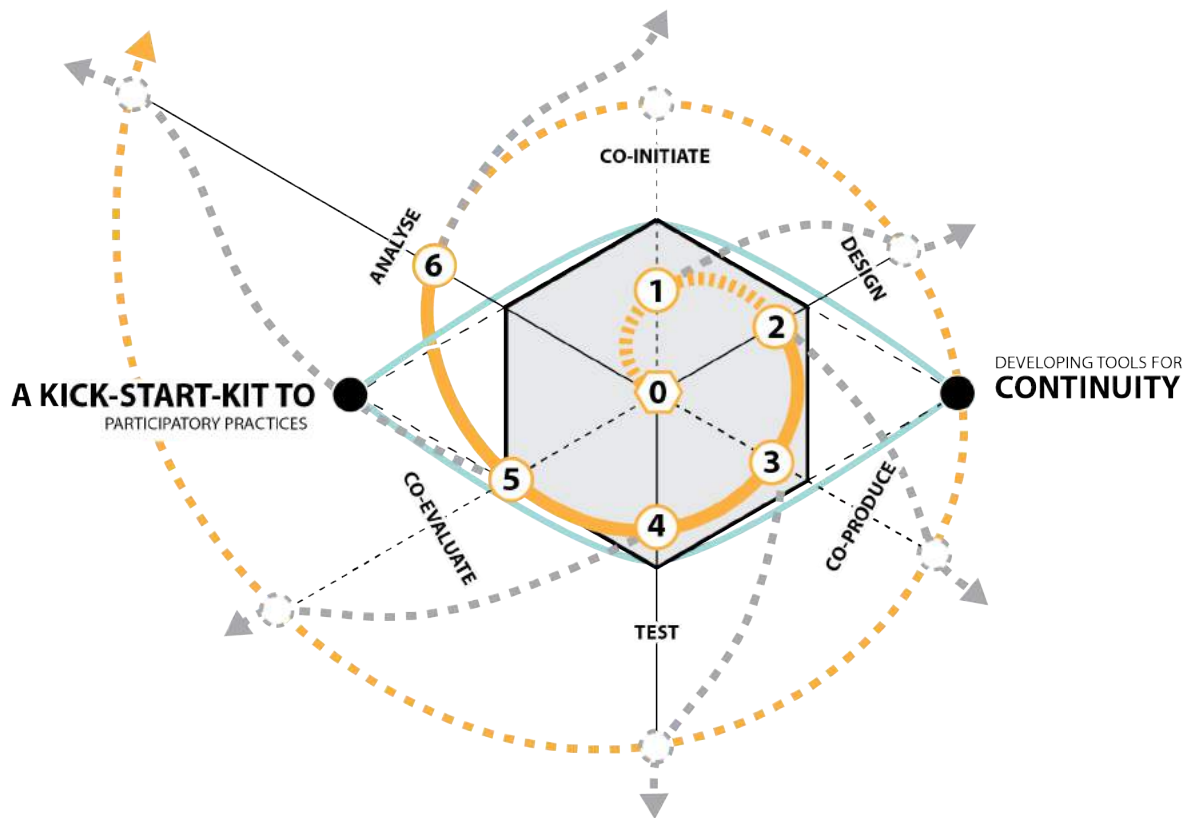 CO-INITIATE
ANALYSE
DESIGN
6
1
2
0
3
5
4
A KICK-START-KIT TO
PARTICIPATORY PRACTICES
DEVELOPING TOOLS FOR
CONTINUITY
CO-EVALUATE
CO-PRODUCE
TEST